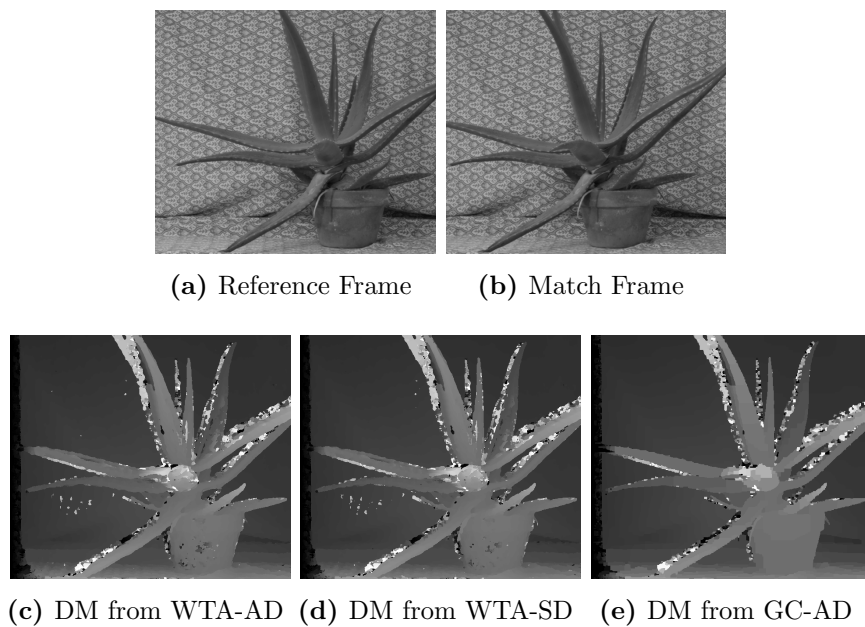 (a) Reference Frame
(b) Match Frame
(c) DM from WTA-AD
(d) DM from WTA-SD
(e) DM from GC-AD